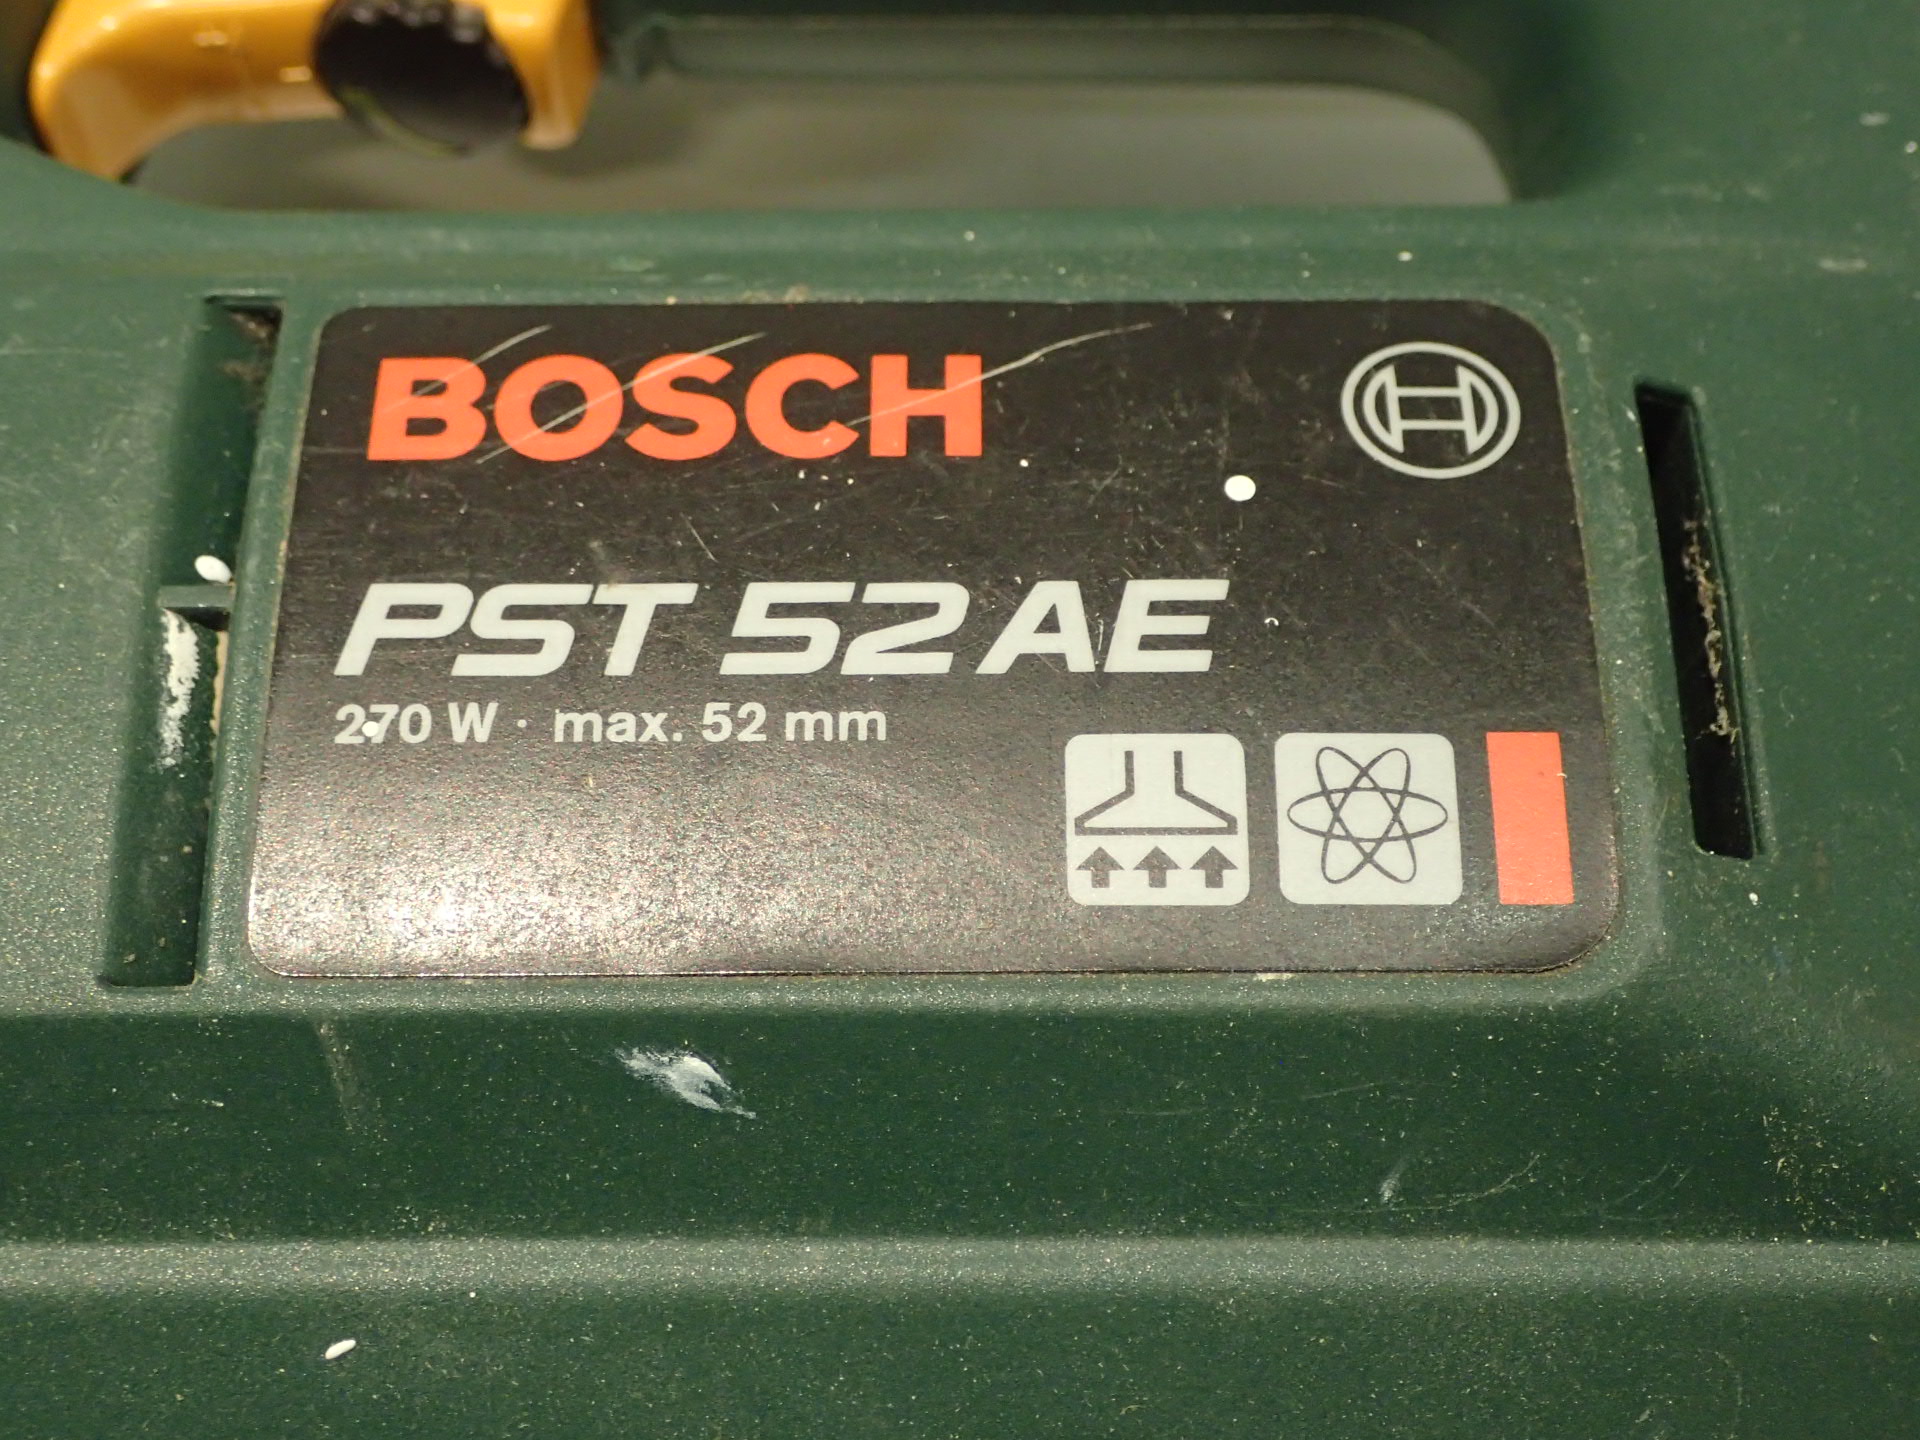 BOSCH
PST 52 AE
270 W · max. 52 mm